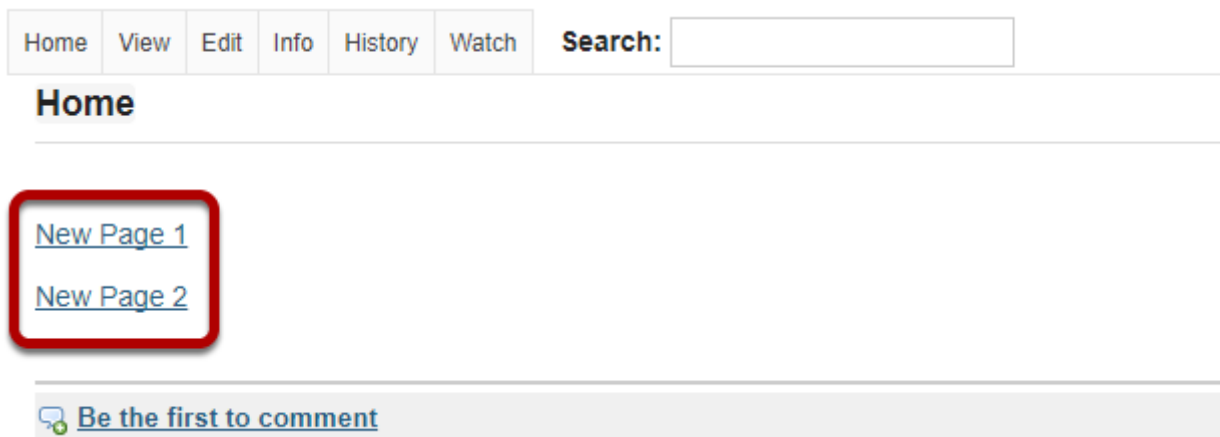 Home View Edit Info History Watch Search:
Home
New Page 1
New Page 2
Be the first to comment